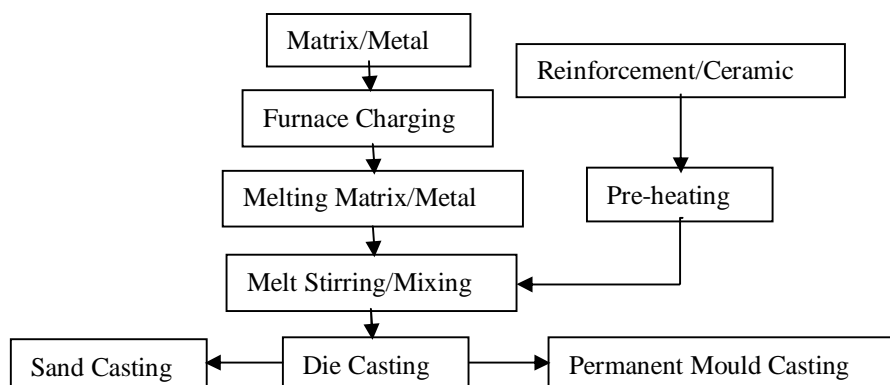 Matrix/Metal
Reinforcement/Ceramic
Furnace Charging
Melting Matrix/Metal
Pre-heating
Melt Stirring/Mixing
Sand Casting
Die Casting
Permanent Mould Casting